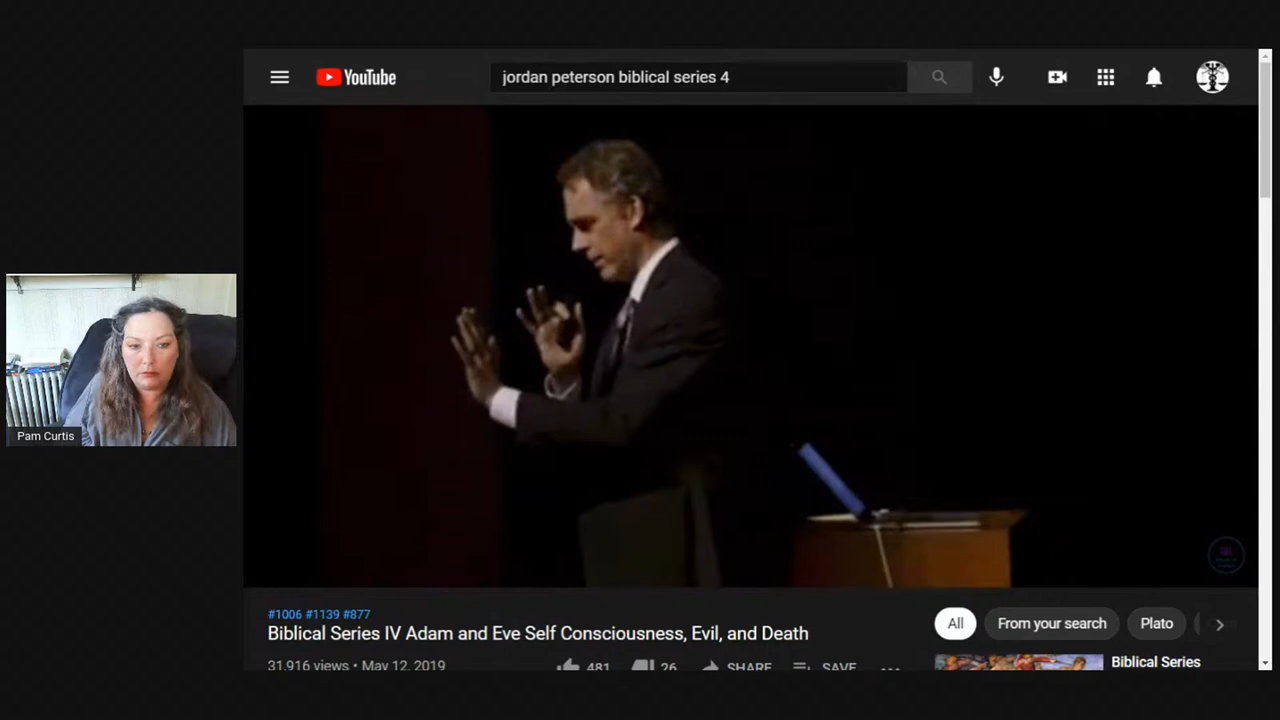 YouTube
jordan peterson biblical series 4
Pam Curtis
#1006 #1139 #877
Biblical Series IV Adam and Eve Self Consciousness, Evil, and Death
All
From your search
Plato
31,916 views • May 12, 2019
481
26
SHARE
SAVE
Biblical Series